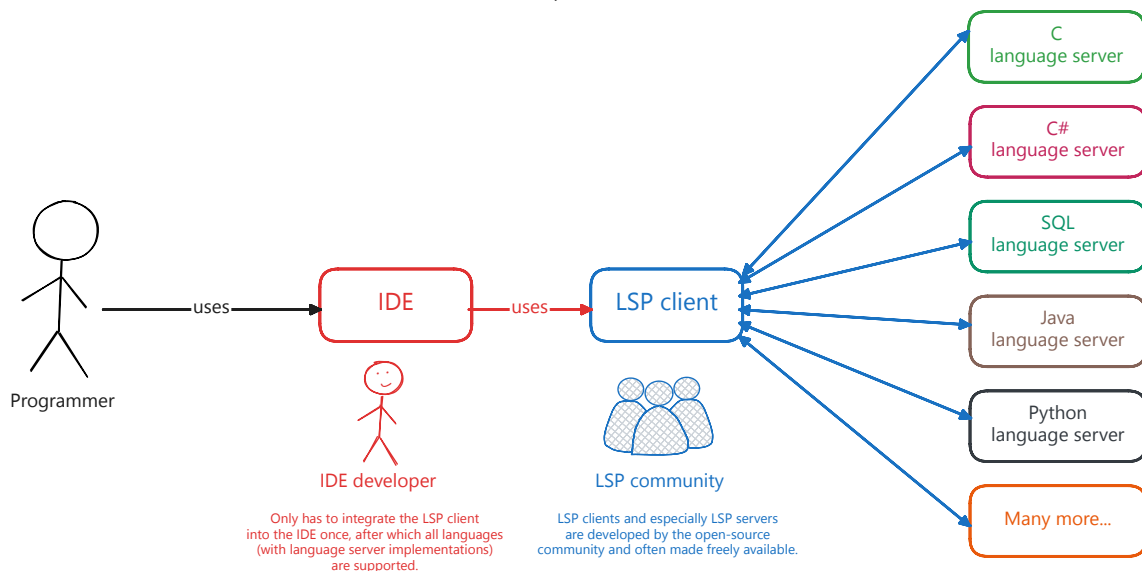 C
language server
C#
language server
SQL
language server
Java
language server
Python
language server
Many more...
Programmer
uses
IDE
uses
LSP client
IDE developer
Only has to integrate the LSP client
into the IDE once, after which all languages
(with language server implementations)
are supported.
LSP community
LSP clients and especially LSP servers
are developed by the open-source
community and often made freely available.